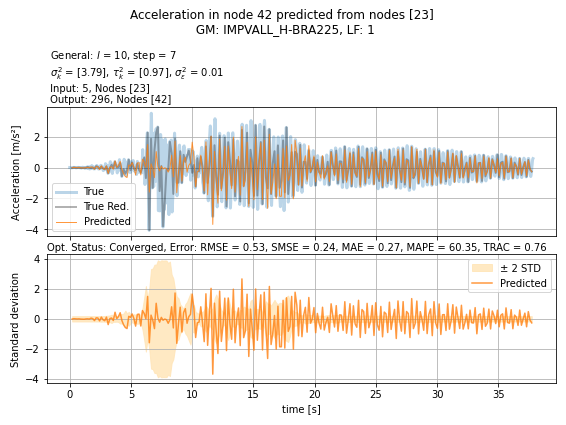 Acceleration in node 42 predicted from nodes [23]
GM: IMPVALL_H-BRA225, LF: 1
General: l = 10, step = 7
σ²ₖ = [3.79], τ²ₖ = [0.97], σ²ε = 0.01
Input: 5, Nodes [23]
Output: 296, Nodes [42]
Acceleration [m/s²]
2
0
−2
−4
True
True Red.
Predicted
Opt. Status: Converged, Error: RMSE = 0.53, SMSE = 0.24, MAE = 0.27, MAPE = 60.35, TRAC = 0.76
Standard deviation
4
2
0
−2
−4
± 2 STD
Predicted
0 5 10 15 20 25 30 35
time [s]